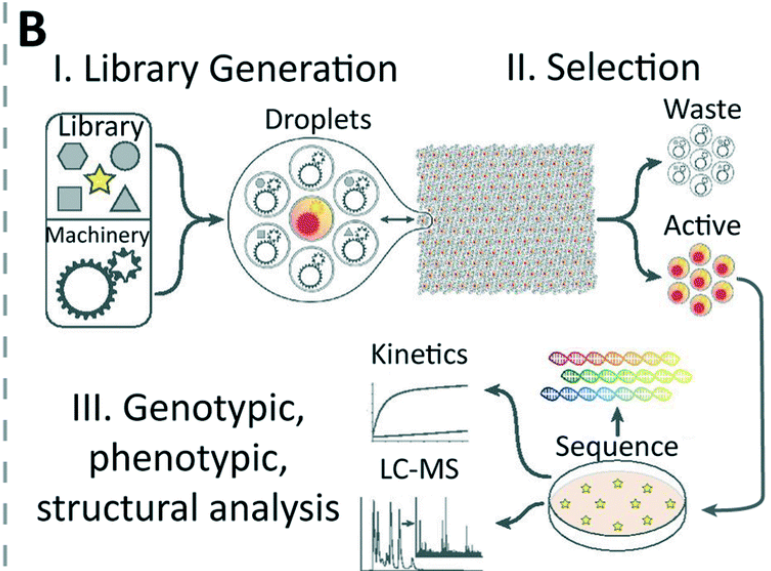 B
I. Library Generation
II. Selection
Library
Droplets
Waste
Machinery
Active
Kinetics
III. Genotypic,
phenotypic,
structural analysis
LC-MS
Sequence